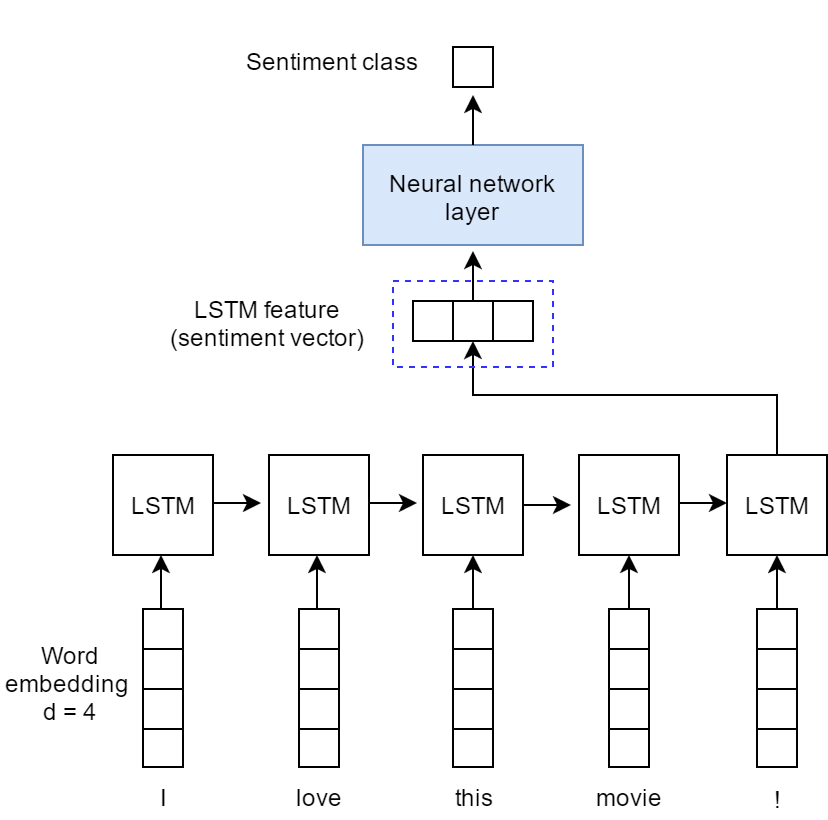 Sentiment class
Neural network
layer
LSTM feature
(sentiment vector)
LSTM LSTM LSTM LSTM LSTM
Word
embedding
d = 4
I love this movie !